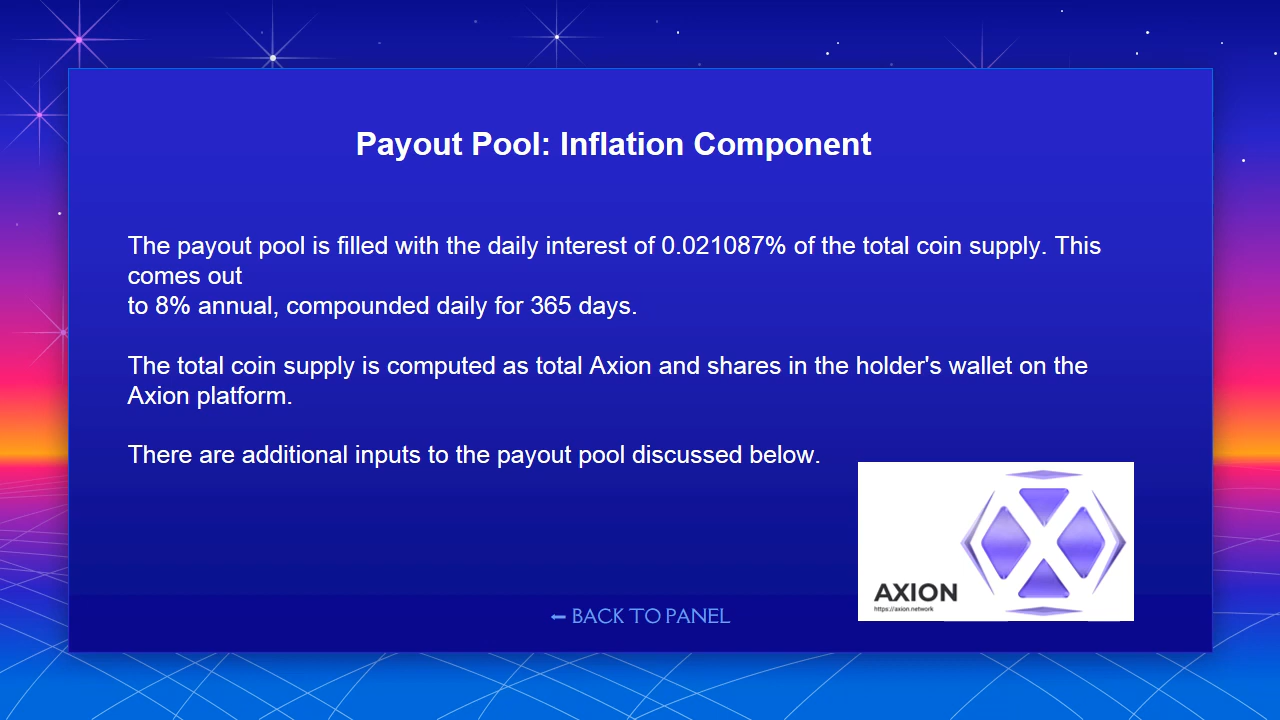 Payout Pool: Inflation Component
The payout pool is filled with the daily interest of 0.021087% of the total coin supply. This
comes out
to 8% annual, compounded daily for 365 days.
The total coin supply is computed as total Axion and shares in the holder's wallet on the
Axion platform.
There are additional inputs to the payout pool discussed below.
AXION
https://axion.network
← BACK TO PANEL